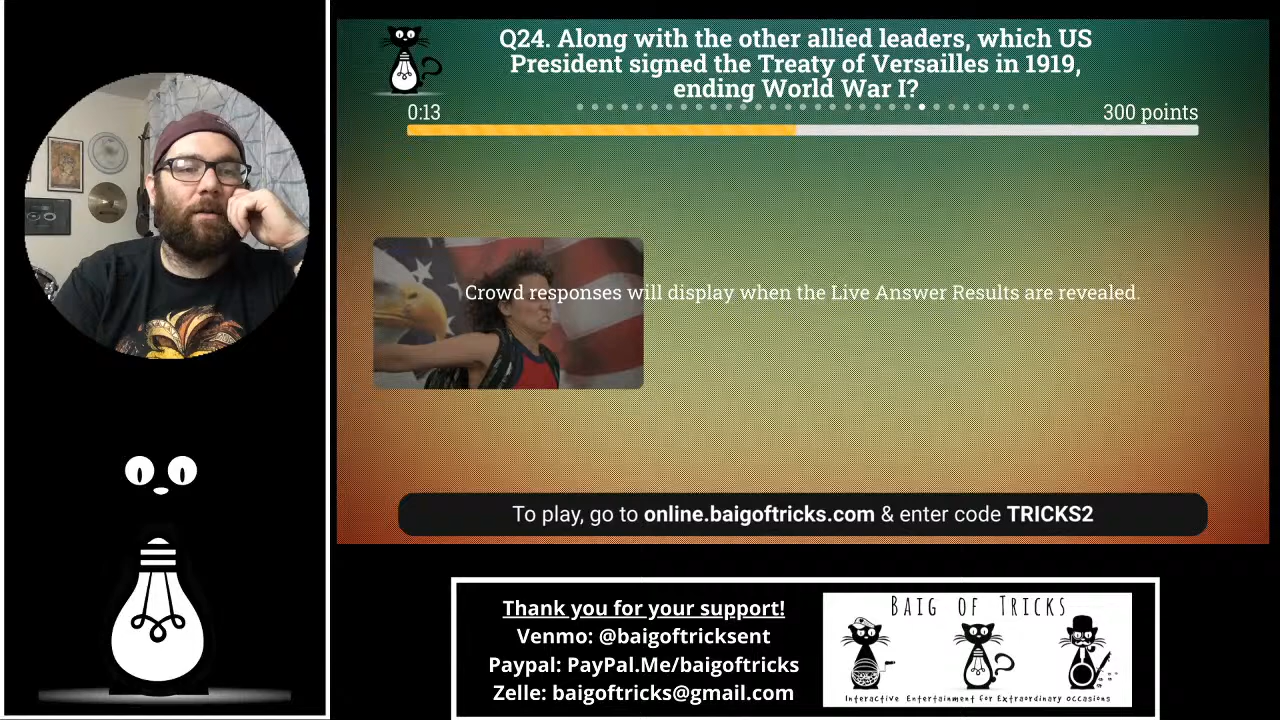 Q24. Along with the other allied leaders, which US
President signed the Treaty of Versailles in 1919,
ending World War I?
0:13
300 points
Crowd responses will display when the Live Answer Results are revealed.
To play, go to online.baigoftricks.com & enter code TRICKS2
Thank you for your support!
Venmo: @baigoftricksent
Paypal: PayPal.Me/baigoftricks
Zelle: baigoftricks@gmail.com
BAIG OF TRICKS
Interactive Entertainment for Extraordinary occasions